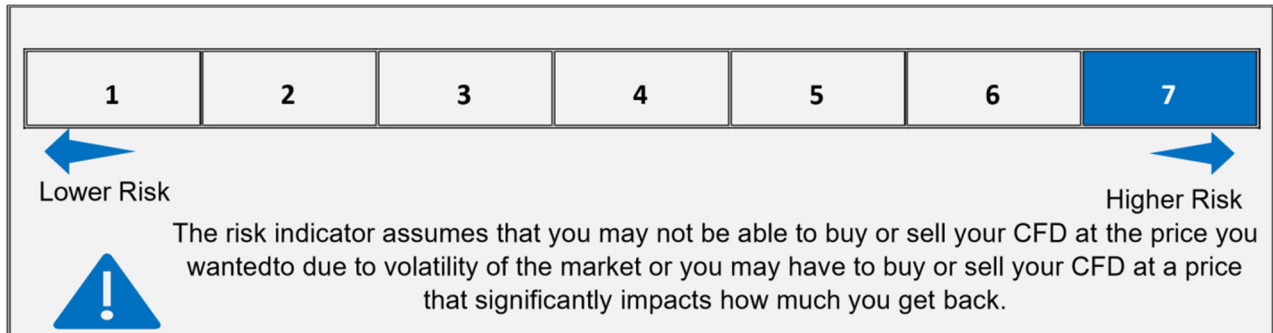 1 2 3 4 5 6 7
Lower Risk
Higher Risk
The risk indicator assumes that you may not be able to buy or sell your CFD at the price you
wantedto due to volatility of the market or you may have to buy or sell your CFD at a price
that significantly impacts how much you get back.